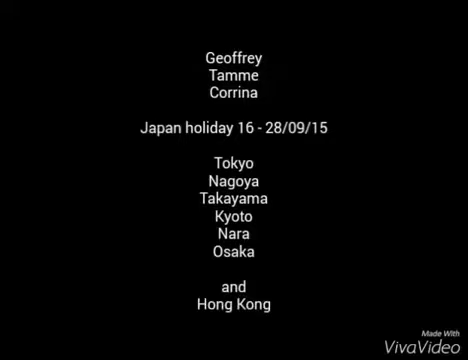 Geoffrey
Tamme
Corrina
Japan holiday 16 - 28/09/15
Tokyo
Nagoya
Takayama
Kyoto
Nara
Osaka
and
Hong Kong
Made With
VivaVideo